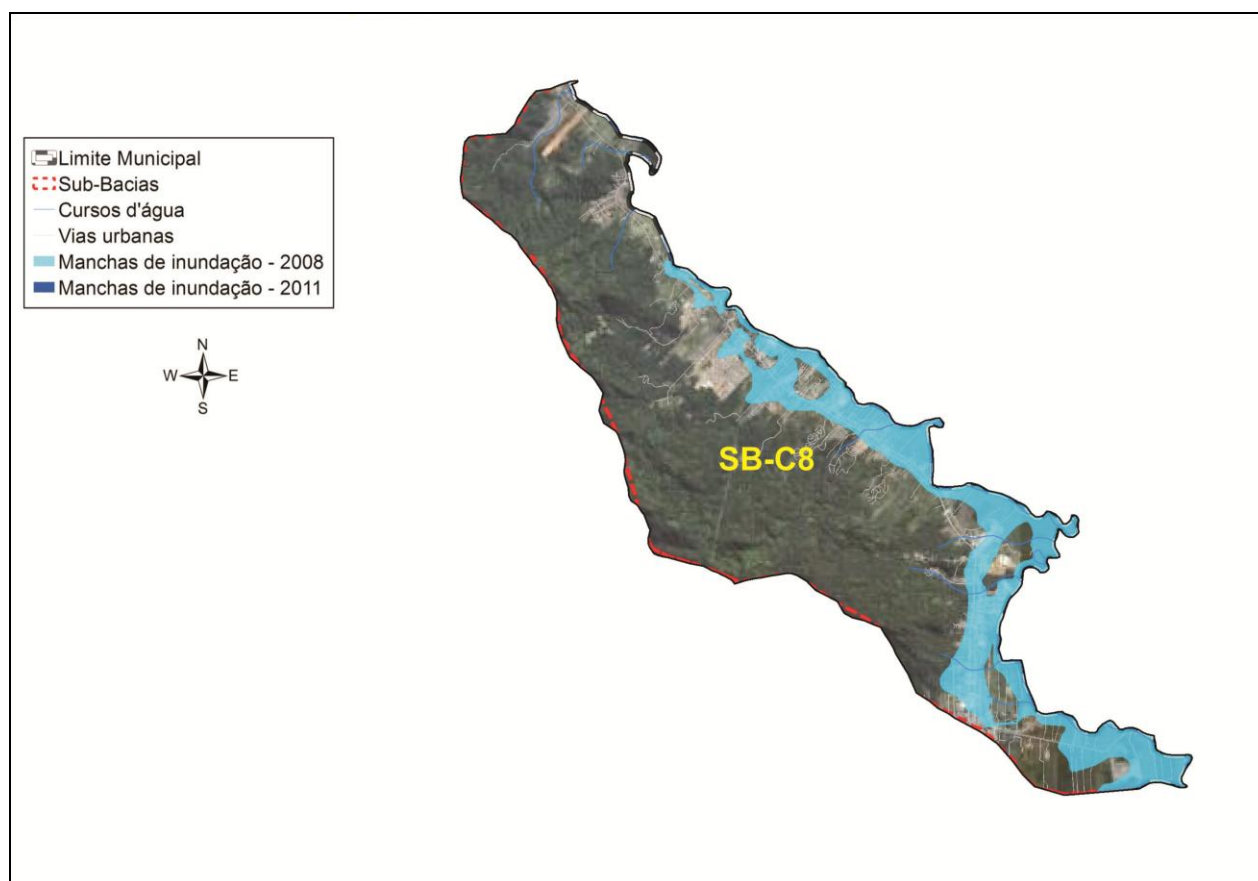 Limite Municipal
Sub-Bacias
Cursos d'água
Vias urbanas
Manchas de inundação - 2008
Manchas de inundação - 2011
N
W E
S
SB-C8